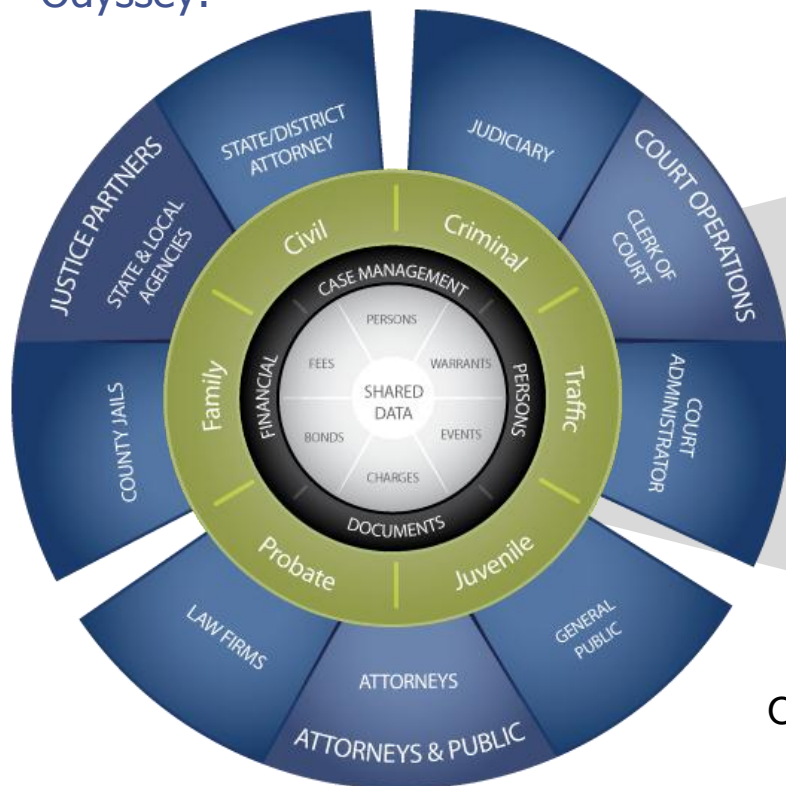 Odyssey:
STATE/DISTRICT
ATTORNEY
JUDICIARY
JUSTICE PARTNERS
STATE & LOCAL
AGENCIES
COURT OPERATIONS
CLERK OF
COURT
COUNTY JAILS
COURT
ADMINISTRATOR
Civil
Criminal
Family
Traffic
Probate
Juvenile
CASE MANAGEMENT
FINANCIAL
PERSONS
DOCUMENTS
PERSONS
FEES
WARRANTS
SHARED
DATA
BONDS
EVENTS
CHARGES
LAW FIRMS
ATTORNEYS
GENERAL
PUBLIC
ATTORNEYS & PUBLIC